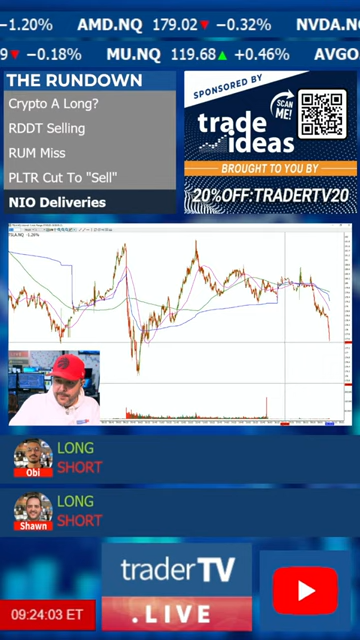 −1.20% AMD.NQ 179.02 −0.32% NVDA.N
9 −0.18% MU.NQ 119.68 +0.46% AVGO
THE RUNDOWN
Crypto A Long?
RDDT Selling
RUM Miss
PLTR Cut To "Sell"
NIO Deliveries
SPONSORED BY
SCAN ME!
trade ideas
BROUGHT TO YOU BY
20%OFF:TRADERTV20
LONG
SHORT
Obi
LONG
SHORT
Shawn
traderTV
.LIVE
09:24:03 ET